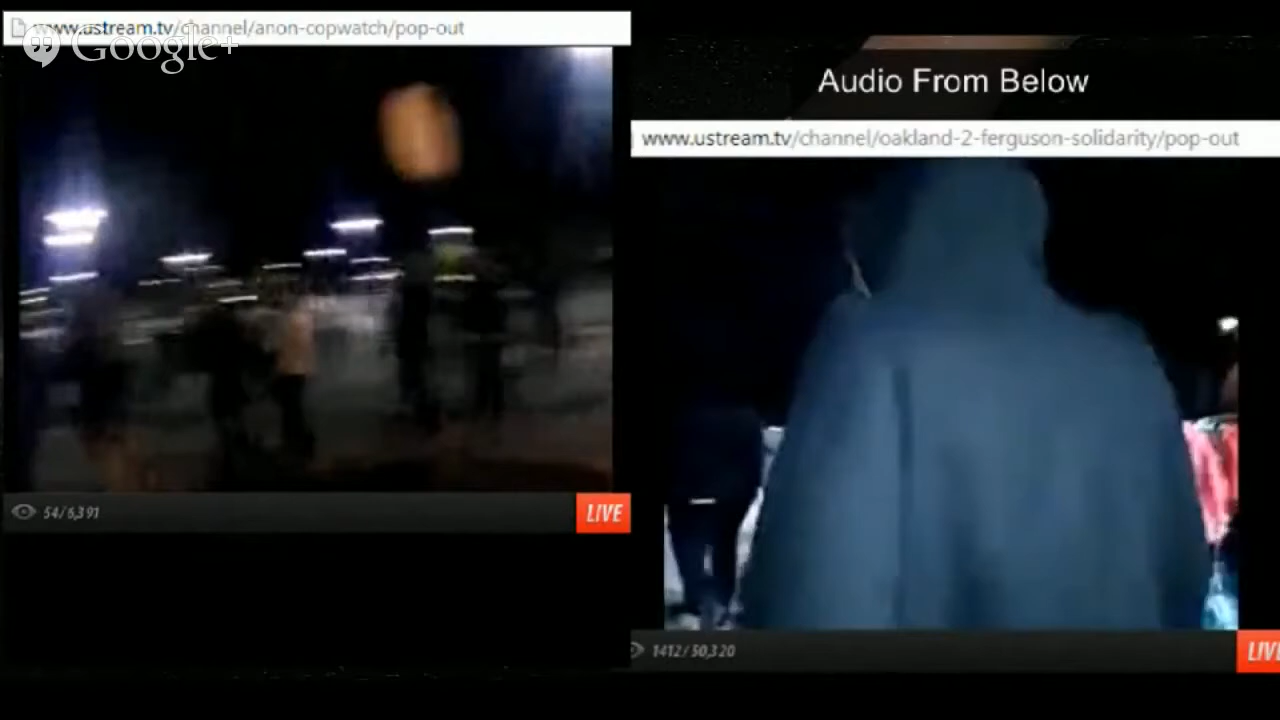 www.ustream.tv/channel/anon-copwatch/pop-out
Google+
54/6,391
LIVE
Audio From Below
www.ustream.tv/channel/oakland-2-ferguson-solidarity/pop-out
1412/50,320
LIVE